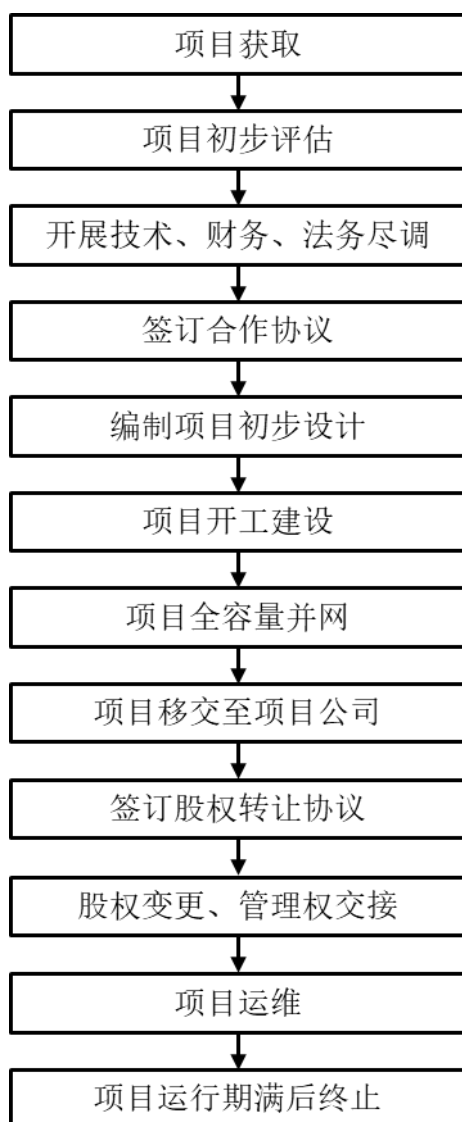 项目获取
项目初步评估
开展技术、财务、法务尽调
签订合作协议
编制项目初步设计
项目开工建设
项目全容量并网
项目移交至项目公司
签订股权转让协议
股权变更、管理权交接
项目运维
项目运行期满后终止